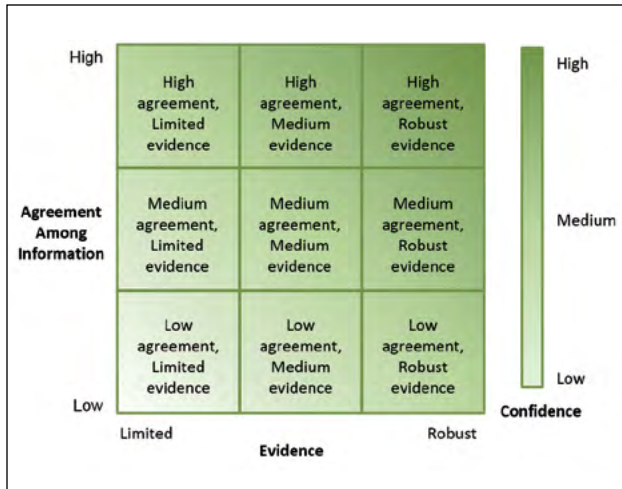 High
High
agreement,
Limited
evidence
High
agreement,
Medium
evidence
High
agreement,
Robust
evidence
High
Agreement
Among
Information
Medium
agreement,
Limited
evidence
Medium
agreement,
Medium
evidence
Medium
agreement,
Robust
evidence
Medium
Low
agreement,
Limited
evidence
Low
agreement,
Medium
evidence
Low
agreement,
Robust
evidence
Low
Low
Confidence
Limited
Evidence
Robust